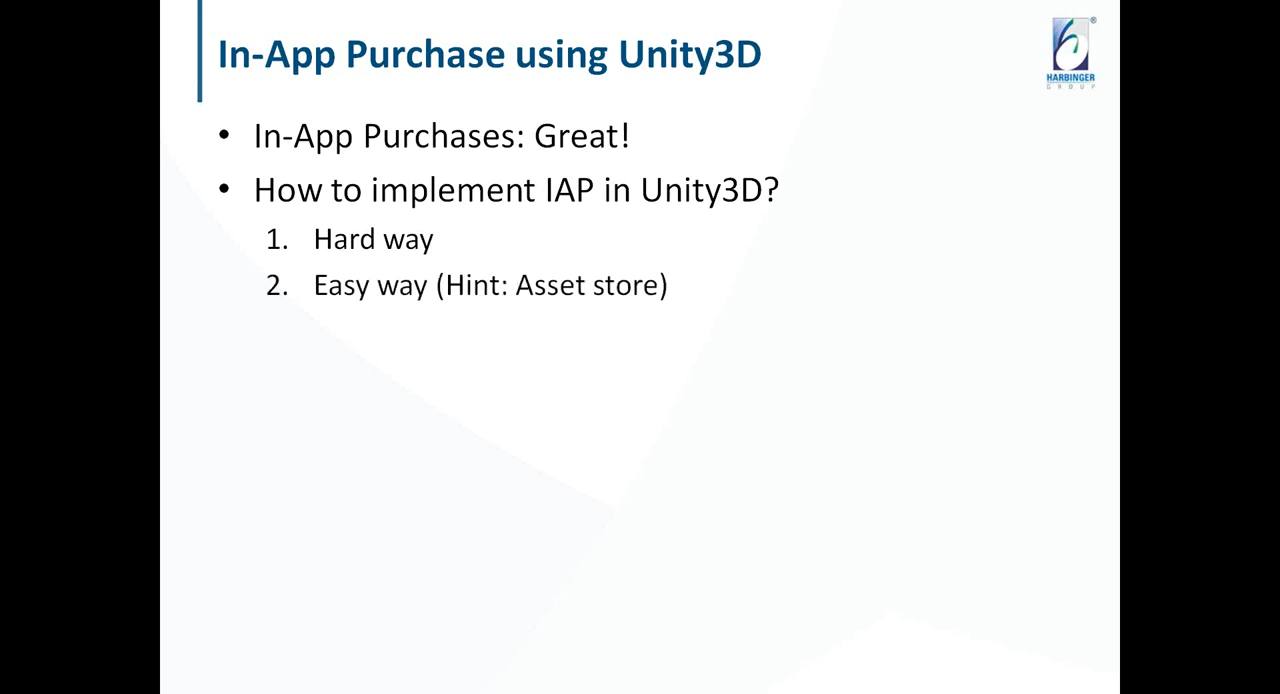 In-App Purchase using Unity3D
®
HARBINGER
GROUP
• In-App Purchases: Great!
• How to implement IAP in Unity3D?
1. Hard way
2. Easy way (Hint: Asset store)